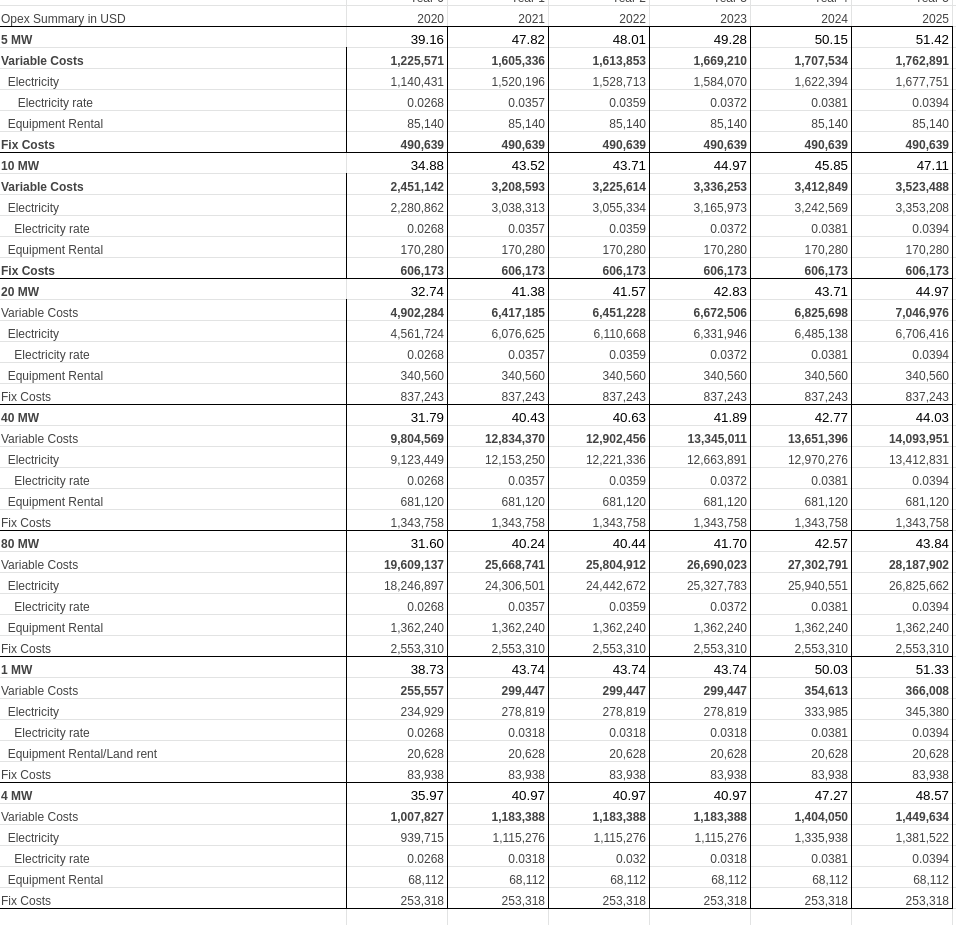 Opex Summary in USD 2020 2021 2022 2023 2024 2025
5 MW 39.16 47.82 48.01 49.28 50.15 51.42
Variable Costs 1,225,571 1,605,336 1,613,853 1,669,210 1,707,534 1,762,891
Electricity 1,140,431 1,520,196 1,528,713 1,584,070 1,622,394 1,677,751
Electricity rate 0.0268 0.0357 0.0359 0.0372 0.0381 0.0394
Equipment Rental 85,140 85,140 85,140 85,140 85,140 85,140
Fix Costs 490,639 490,639 490,639 490,639 490,639 490,639
10 MW 34.88 43.52 43.71 44.97 45.85 47.11
Variable Costs 2,451,142 3,208,593 3,225,614 3,336,253 3,412,849 3,523,488
Electricity 2,280,862 3,038,313 3,055,334 3,165,973 3,242,569 3,353,208
Electricity rate 0.0268 0.0357 0.0359 0.0372 0.0381 0.0394
Equipment Rental 170,280 170,280 170,280 170,280 170,280 170,280
Fix Costs 606,173 606,173 606,173 606,173 606,173 606,173
20 MW 32.74 41.38 41.57 42.83 43.71 44.97
Variable Costs 4,902,284 6,417,185 6,451,228 6,672,506 6,825,698 7,046,976
Electricity 4,561,724 6,076,625 6,110,668 6,331,946 6,485,138 6,706,416
Electricity rate 0.0268 0.0357 0.0359 0.0372 0.0381 0.0394
Equipment Rental 340,560 340,560 340,560 340,560 340,560 340,560
Fix Costs 837,243 837,243 837,243 837,243 837,243 837,243
40 MW 31.79 40.43 40.63 41.89 42.77 44.03
Variable Costs 9,804,569 12,834,370 12,902,456 13,345,011 13,651,396 14,093,951
Electricity 9,123,449 12,153,250 12,221,336 12,663,891 12,970,276 13,412,831
Electricity rate 0.0268 0.0357 0.0359 0.0372 0.0381 0.0394
Equipment Rental 681,120 681,120 681,120 681,120 681,120 681,120
Fix Costs 1,343,758 1,343,758 1,343,758 1,343,758 1,343,758 1,343,758
80 MW 31.60 40.24 40.44 41.70 42.57 43.84
Variable Costs 19,609,137 25,668,741 25,804,912 26,690,023 27,302,791 28,187,902
Electricity 18,246,897 24,306,501 24,442,672 25,327,783 25,940,551 26,825,662
Electricity rate 0.0268 0.0357 0.0359 0.0372 0.0381 0.0394
Equipment Rental 1,362,240 1,362,240 1,362,240 1,362,240 1,362,240 1,362,240
Fix Costs 2,553,310 2,553,310 2,553,310 2,553,310 2,553,310 2,553,310
1 MW 38.73 43.74 43.74 43.74 50.03 51.33
Variable Costs 255,557 299,447 299,447 299,447 354,613 366,008
Electricity 234,929 278,819 278,819 278,819 333,985 345,380
Electricity rate 0.0268 0.0318 0.0318 0.0318 0.0381 0.0394
Equipment Rental/Land rent 20,628 20,628 20,628 20,628 20,628 20,628
Fix Costs 83,938 83,938 83,938 83,938 83,938 83,938
4 MW 35.97 40.97 40.97 40.97 47.27 48.57
Variable Costs 1,007,827 1,183,388 1,183,388 1,183,388 1,404,050 1,449,634
Electricity 939,715 1,115,276 1,115,276 1,115,276 1,335,938 1,381,522
Electricity rate 0.0268 0.0318 0.032 0.0318 0.0381 0.0394
Equipment Rental 68,112 68,112 68,112 68,112 68,112 68,112
Fix Costs 253,318 253,318 253,318 253,318 253,318 253,318